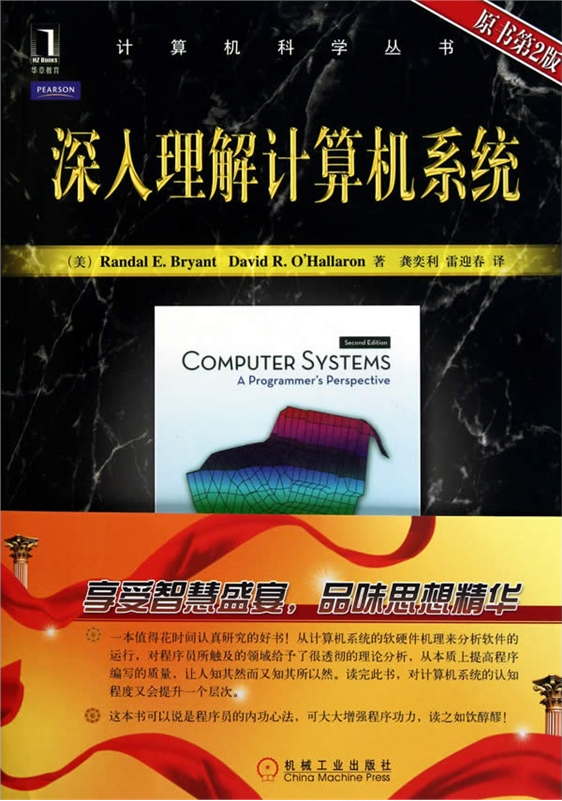 HZ BOOKS
华章教育
PEARSON
计算机科学丛书
原书第2版
深入理解计算机系统
(美) Randal E. Bryant David R. O'Hallaron 著 龚奕利 雷迎春 译
Second Edition
COMPUTER SYSTEMS
A Programmer's Perspective
享受智慧盛宴，品味思想精华
一本值得花时间认真研究的好书！从计算机系统的软硬件机理来分析软件的
运行，对程序员所触及的领域给予了很透彻的理论分析，从本质上提高程序
编写的质量，让人知其然而又知其所以然。读完此书，对计算机系统的认知
程度又会提升一个层次。
这本书可以说是程序员的内功心法，可大大增强程序功力，读之如饮醇醪！
机械工业出版社
China Machine Press